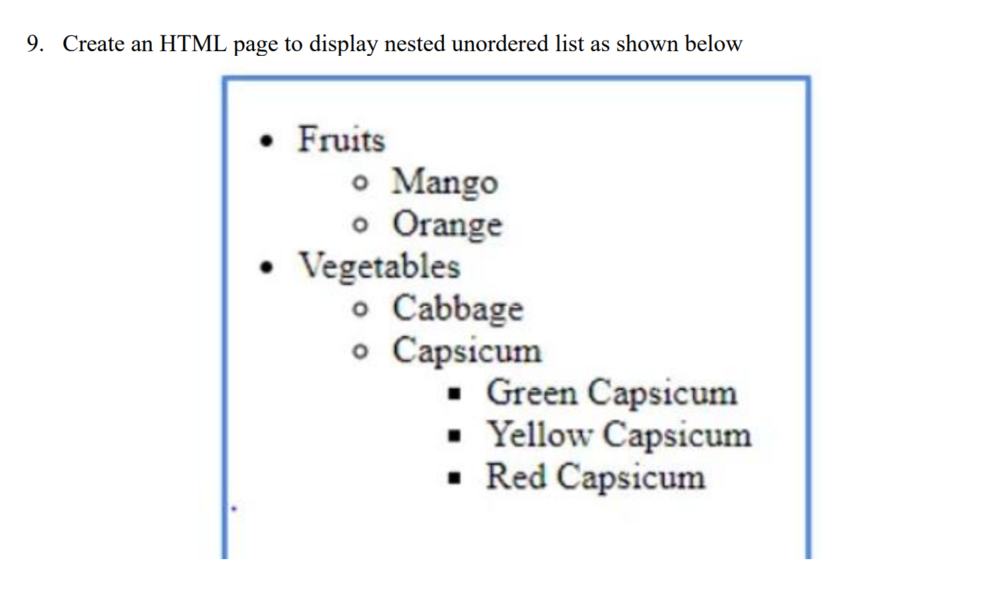 9. Create an HTML page to display nested unordered list as shown below
• Fruits
o Mango
o Orange
• Vegetables
o Cabbage
o Capsicum
▪ Green Capsicum
▪ Yellow Capsicum
▪ Red Capsicum